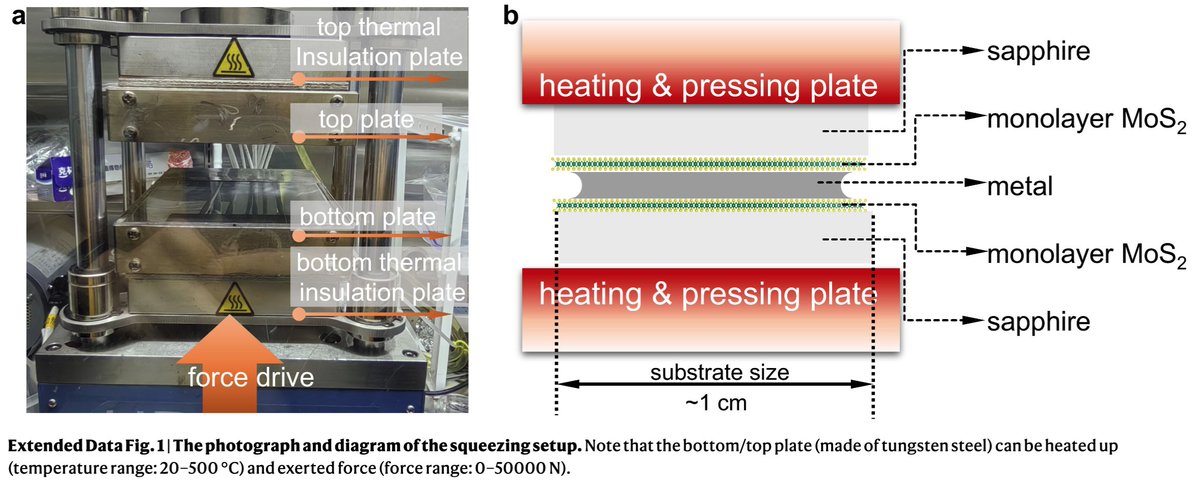 a
top thermal
Insulation plate
top plate
bottom plate
bottom thermal
insulation plate
force drive
b
heating & pressing plate
sapphire
monolayer MoS₂
metal
monolayer MoS₂
heating & pressing plate
sapphire
substrate size
~1 cm
Extended Data Fig. 1 | The photograph and diagram of the squeezing setup. Note that the bottom/top plate (made of tungsten steel) can be heated up
(temperature range: 20–500 °C) and exerted force (force range: 0–50000 N).